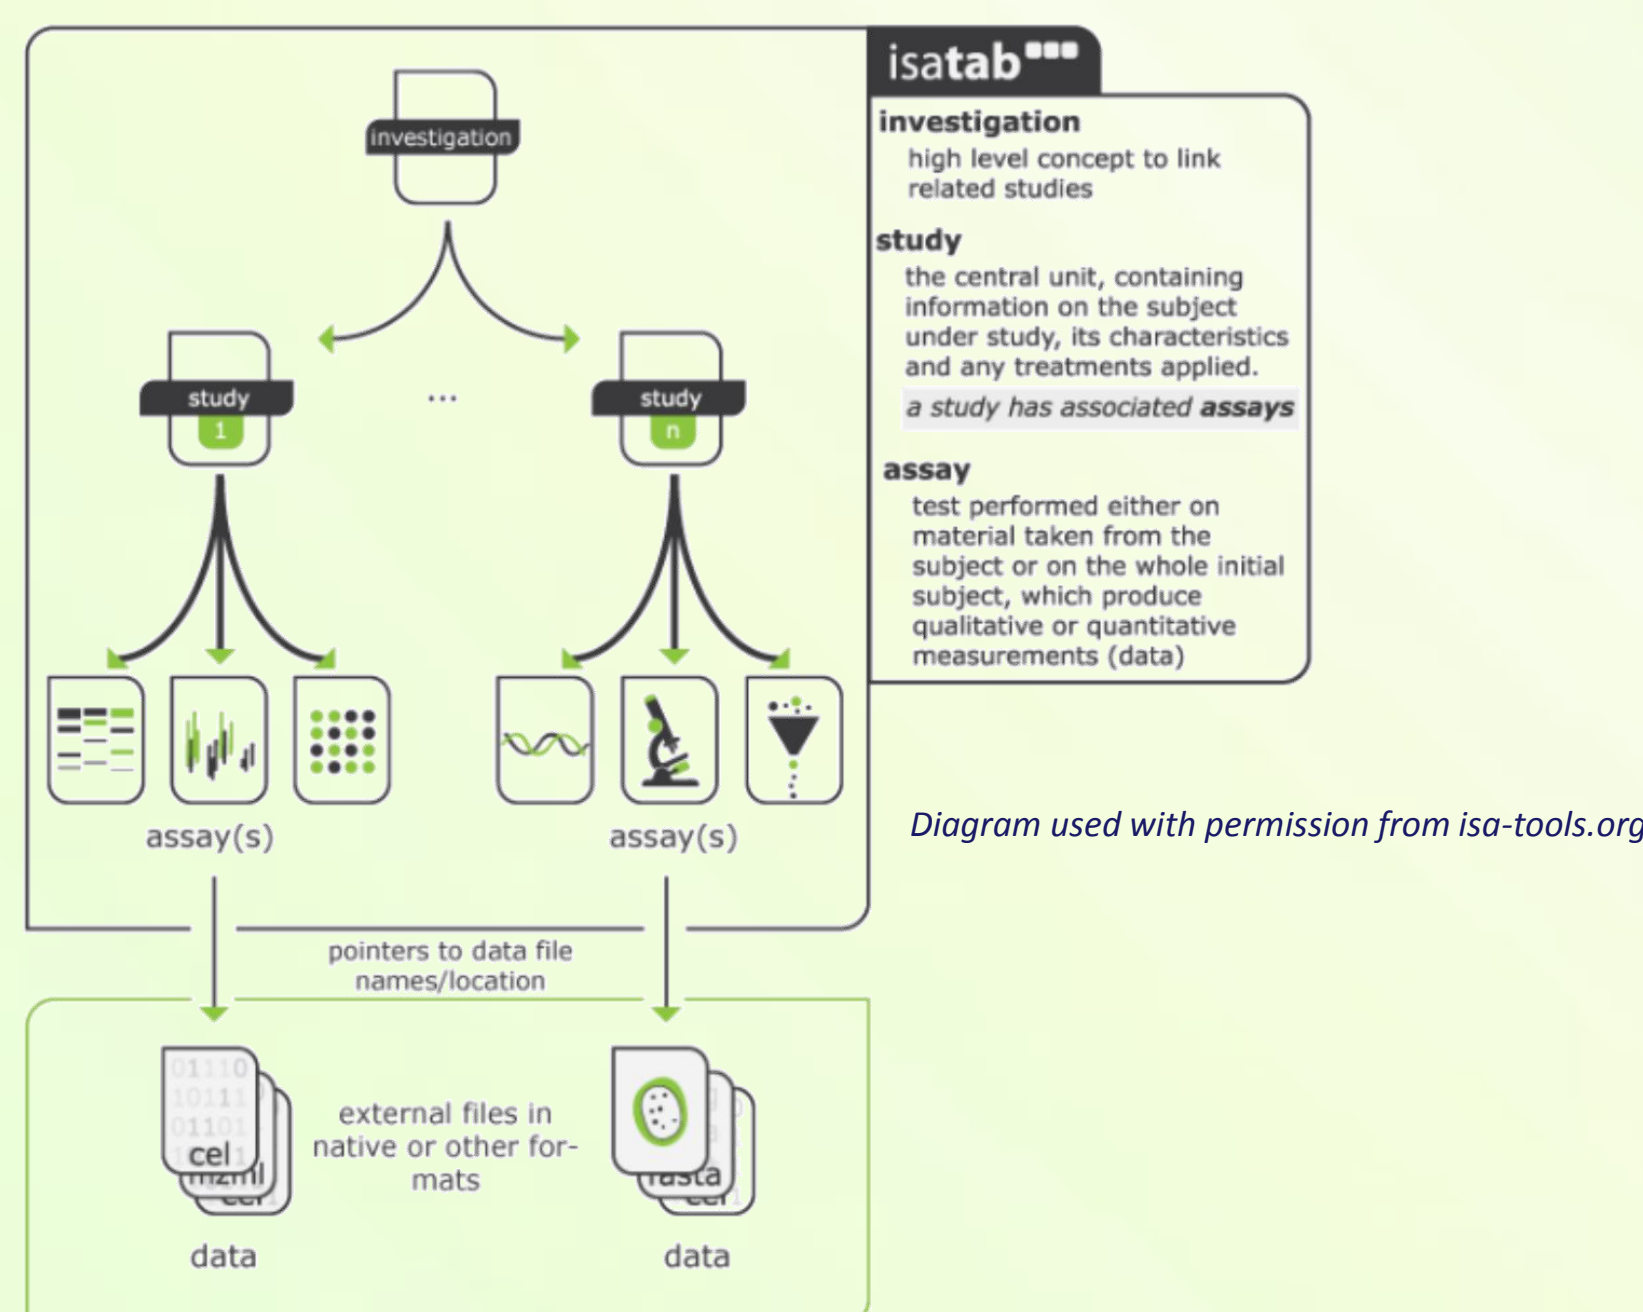 isatab
investigation
investigation
high level concept to link
related studies
study
the central unit, containing
information on the subject
under study, its characteristics
and any treatments applied.
a study has associated assays
assay
test performed either on
material taken from the
subject or on the whole initial
subject, which produce
qualitative or quantitative
measurements (data)
study
1
...
study
n
assay(s)
assay(s)
Diagram used with permission from isa-tools.org
pointers to data file
names/location
01110
10111
01101
cel
mzml
cel
external files in
native or other for-
mats
fasta
cel
data
data